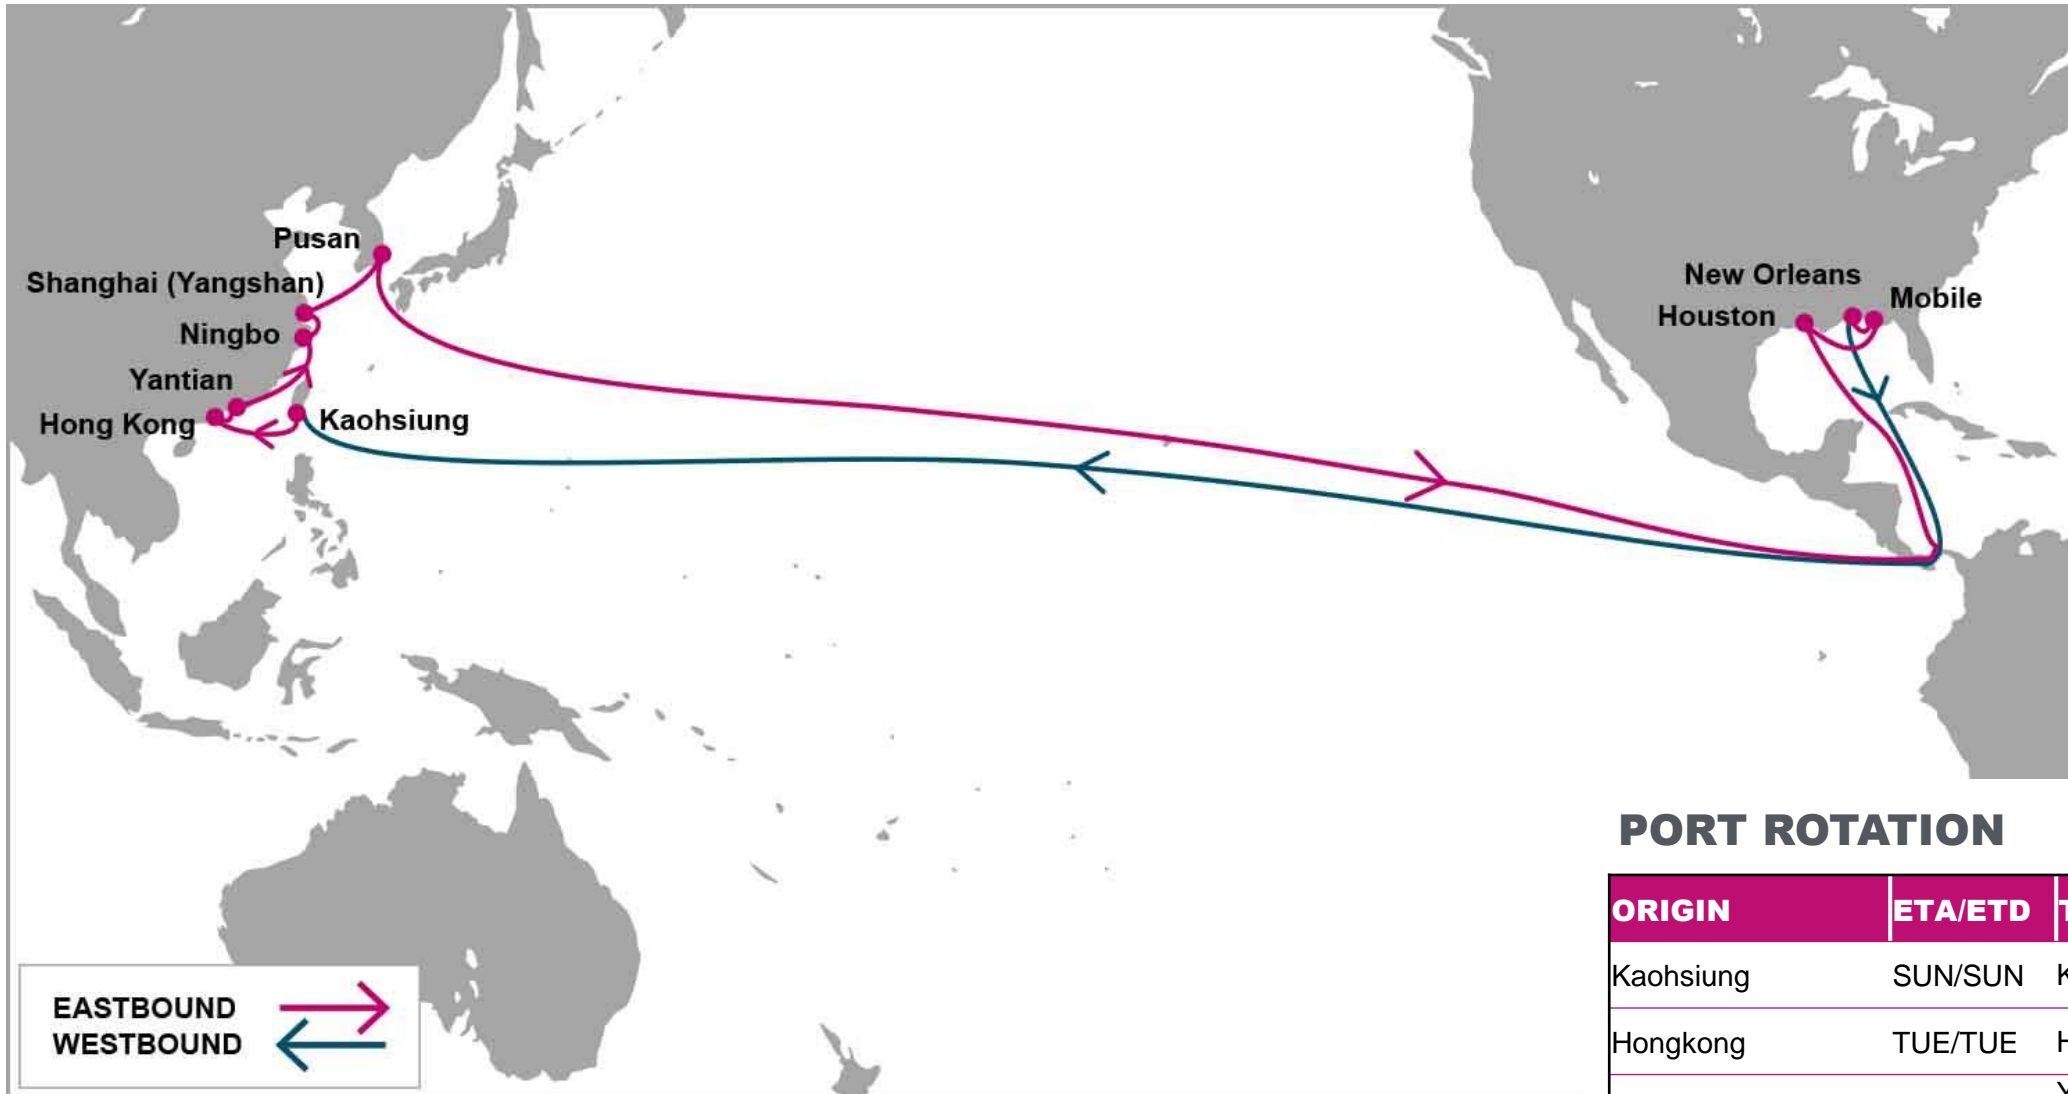 Pusan
Shanghai (Yangshan)
Ningbo
Yantian
Hong Kong
Kaohsiung
New Orleans
Mobile
Houston
EASTBOUND
WESTBOUND
PORT ROTATION
ORIGIN ETA/ETD
Kaohsiung SUN/SUN
Hongkong TUE/TUE